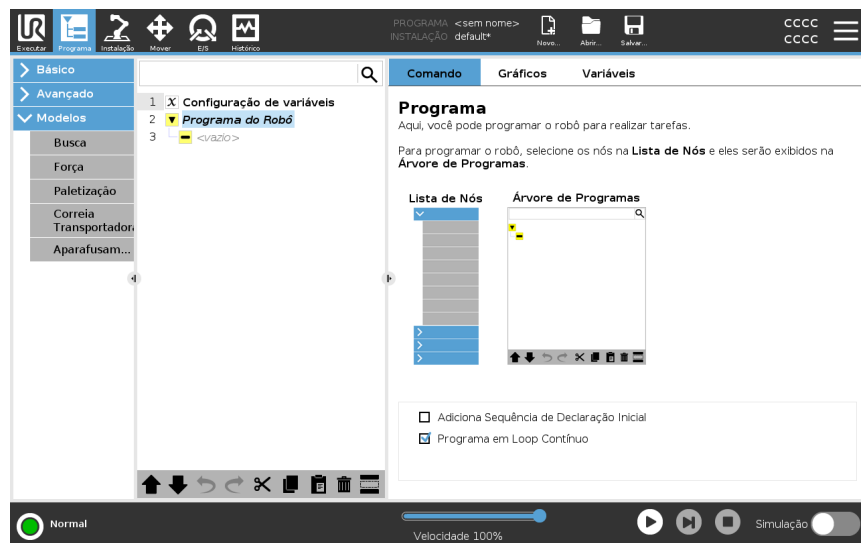 PROGRAMA <sem nome>
INSTALAÇÃO default*
cccc
cccc
Executar Programa Instalação Mover E/S Histórico Novo... Abrir... Salvar...
Básico
Avançado
Modelos
Busca
Força
Paletização
Correia
Transportador
Aparafusam...
1 X Configuração de variáveis
2 Programa do Robô
3 <vazio>
Comando Gráficos Variáveis
Programa
Aqui, você pode programar o robô para realizar tarefas.
Para programar o robô, selecione os nós na Lista de Nós e eles serão exibidos na
Árvore de Programas.
Lista de Nós Árvore de Programas
Adiciona Sequência de Declaração Inicial
Programa em Loop Contínuo
Normal
Velocidade 100%
Simulação